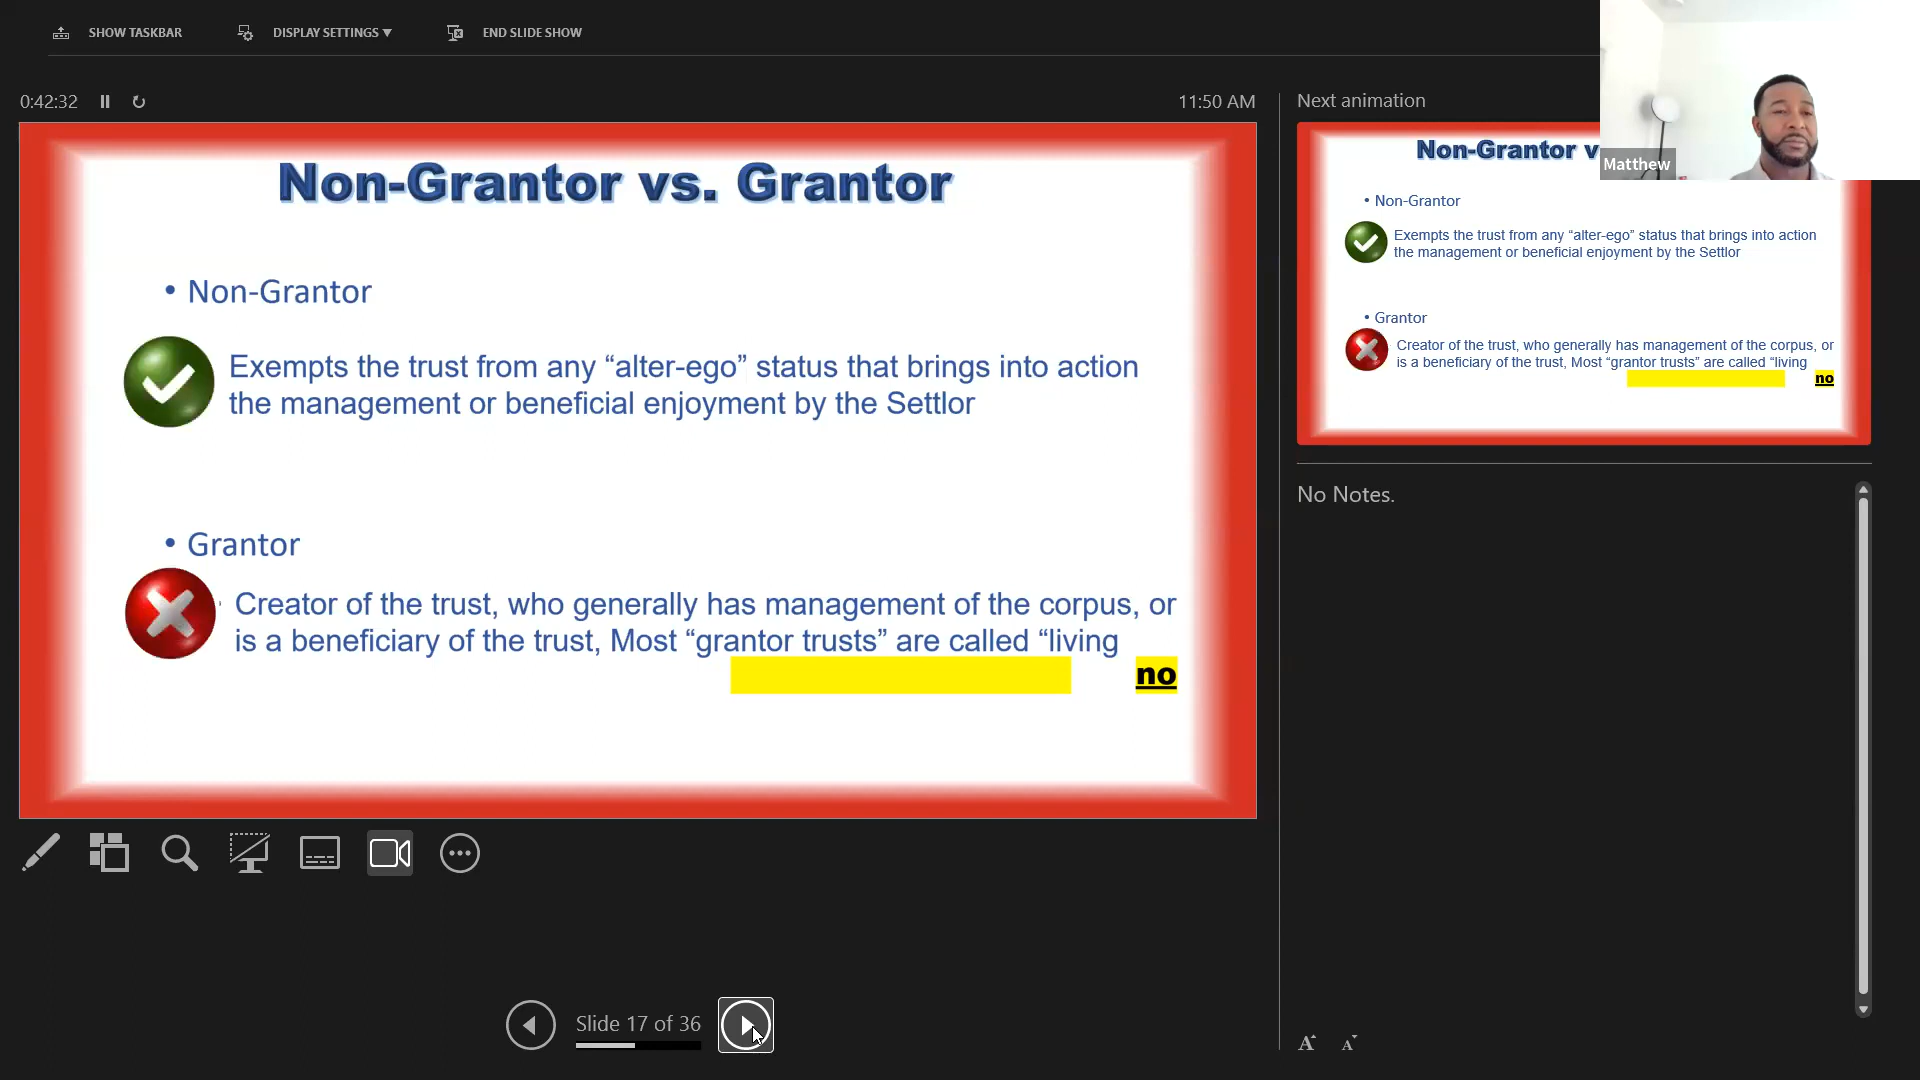 SHOW TASKBAR
DISPLAY SETTINGS ▼
END SLIDE SHOW
0:42:32
11:50 AM
Non-Grantor vs. Grantor
• Non-Grantor
Exempts the trust from any “alter-ego” status that brings into action
the management or beneficial enjoyment by the Settlor
• Grantor
Creator of the trust, who generally has management of the corpus, or
is a beneficiary of the trust, Most “grantor trusts” are called “living
no
Slide 17 of 36
Next animation
Matthew
Non-Grantor v
• Non-Grantor
Exempts the trust from any “alter-ego” status that brings into action
the management or beneficial enjoyment by the Settlor
• Grantor
Creator of the trust, who generally has management of the corpus, or
is a beneficiary of the trust, Most “grantor trusts” are called “living
no
No Notes.
A A